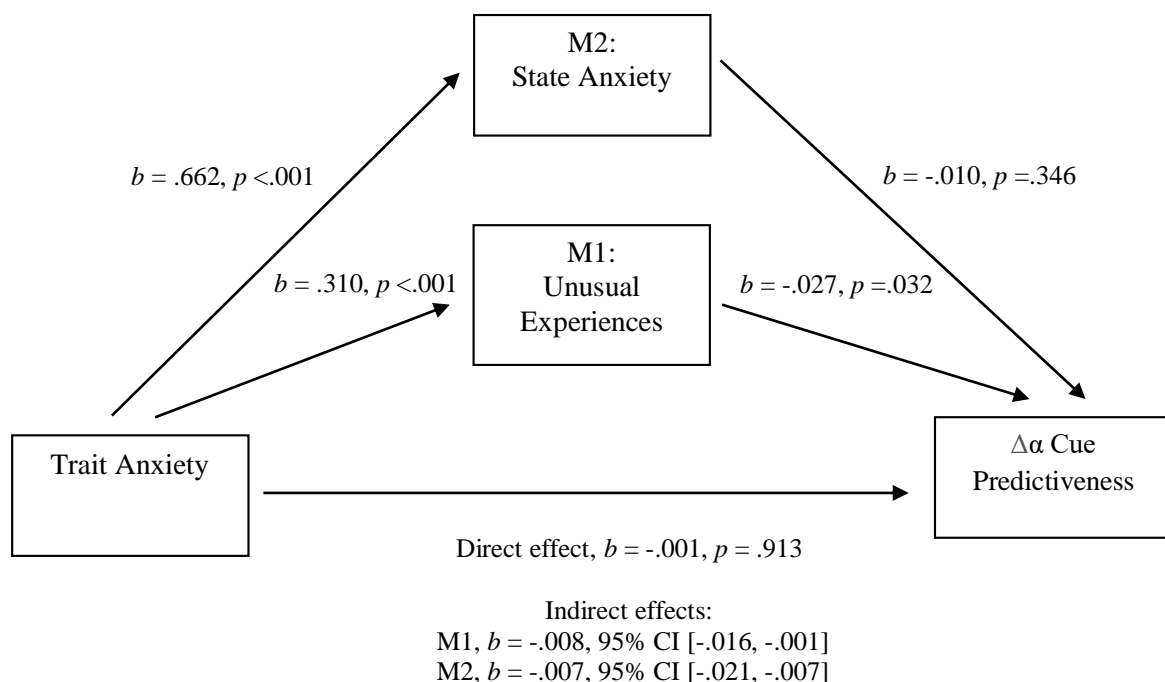 M2:
State Anxiety
b = .662, p <.001
b = -.010, p =.346
M1:
Unusual
Experiences
b = .310, p <.001
b = -.027, p =.032
Trait Anxiety
Δα Cue
Predictiveness
Direct effect, b = -.001, p = .913
Indirect effects:
M1, b = -.008, 95% CI [-.016, -.001]
M2, b = -.007, 95% CI [-.021, -.007]